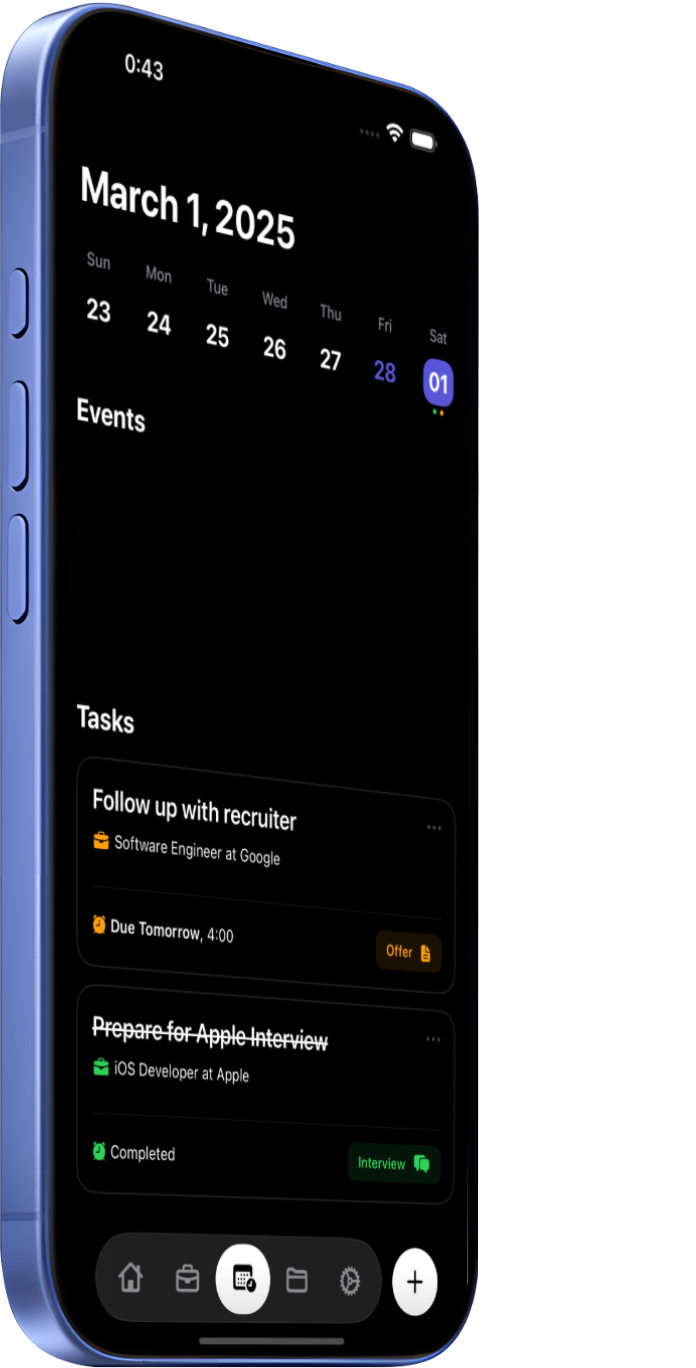 0:43
March 1, 2025
Sun Mon Tue Wed Thu Fri Sat
23 24 25 26 27 28 01
Events
Tasks
Follow up with recruiter
Software Engineer at Google
Due Tomorrow, 4:00
Offer
Prepare for Apple Interview
iOS Developer at Apple
Completed
Interview